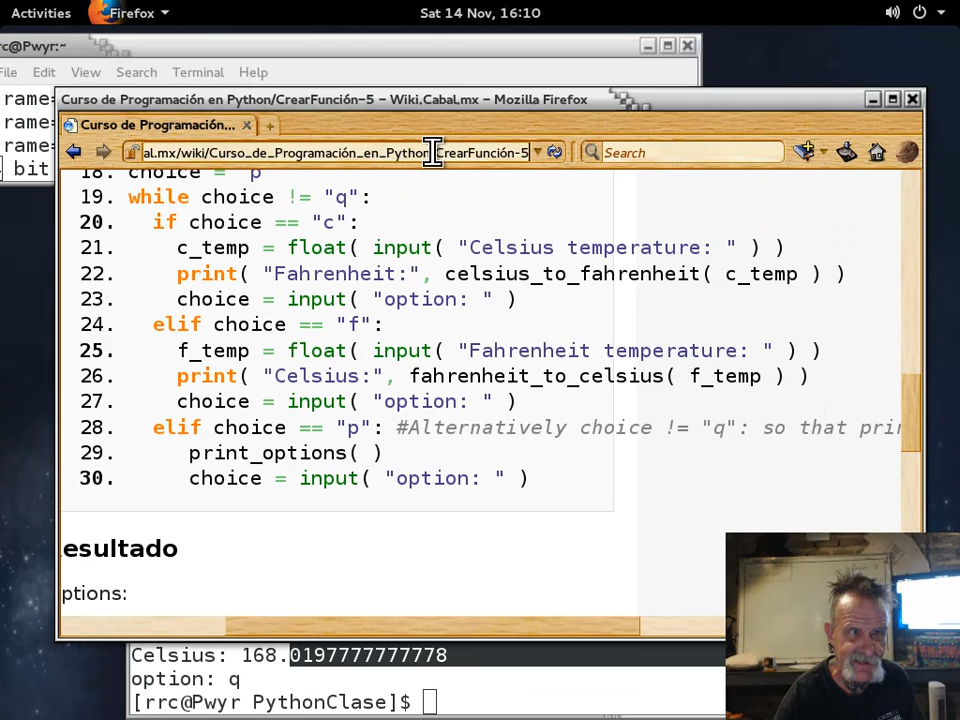 Activities Firefox Sat 14 Nov, 16:10
rc@Pwyr:~
File Edit View Search Terminal Help
rame=
rame=
rame=
bit
Curso de Programación en Python/CrearFunción-5 – Wiki.Cabal.mx – Mozilla Firefox
Curso de Programación...
al.mx/wiki/Curso_de_Programación_en_Python/CrearFunción-5 Search
18. choice = "p"
19. while choice != "q":
20. if choice == "c":
21. c_temp = float( input( "Celsius temperature: " ) )
22. print( "Fahrenheit:", celsius_to_fahrenheit( c_temp ) )
23. choice = input( "option: " )
24. elif choice == "f":
25. f_temp = float( input( "Fahrenheit temperature: " ) )
26. print( "Celsius:", fahrenheit_to_celsius( f_temp ) )
27. choice = input( "option: " )
28. elif choice == "p": #Alternatively choice != "q": so that prin
29. print_options( )
30. choice = input( "option: " )
esultado
ptions:
Celsius: 168.0197777777778
option: q
[rrc@Pwyr PythonClase]$